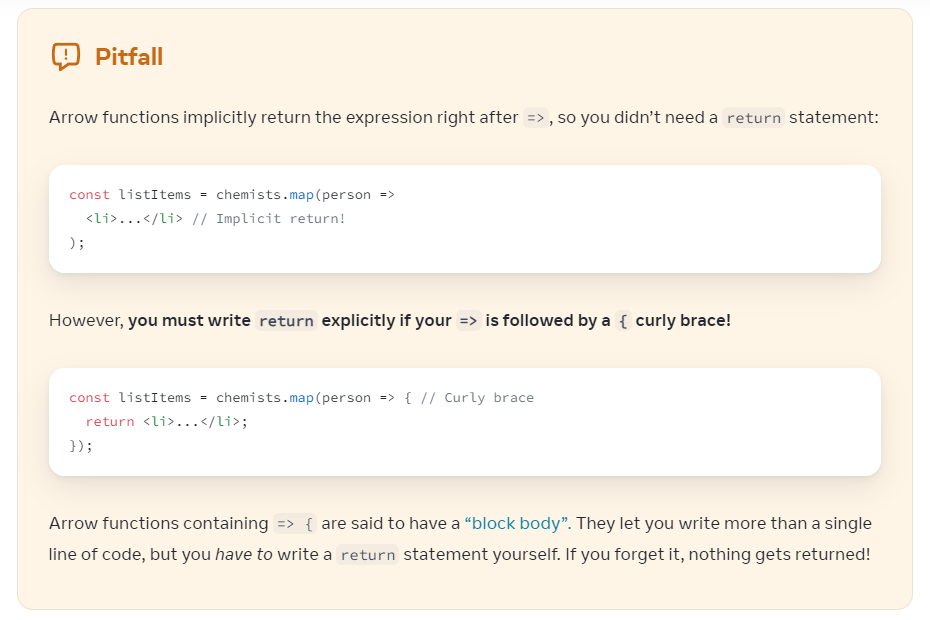 Pitfall
Arrow functions implicitly return the expression right after =>, so you didn’t need a return statement:
const listItems = chemists.map(person =>
  <li>...</li> // Implicit return!
);
However, you must write return explicitly if your => is followed by a { curly brace!
const listItems = chemists.map(person => { // Curly brace
  return <li>...</li>;
});
Arrow functions containing => { are said to have a “block body”. They let you write more than a single
line of code, but you have to write a return statement yourself. If you forget it, nothing gets returned!